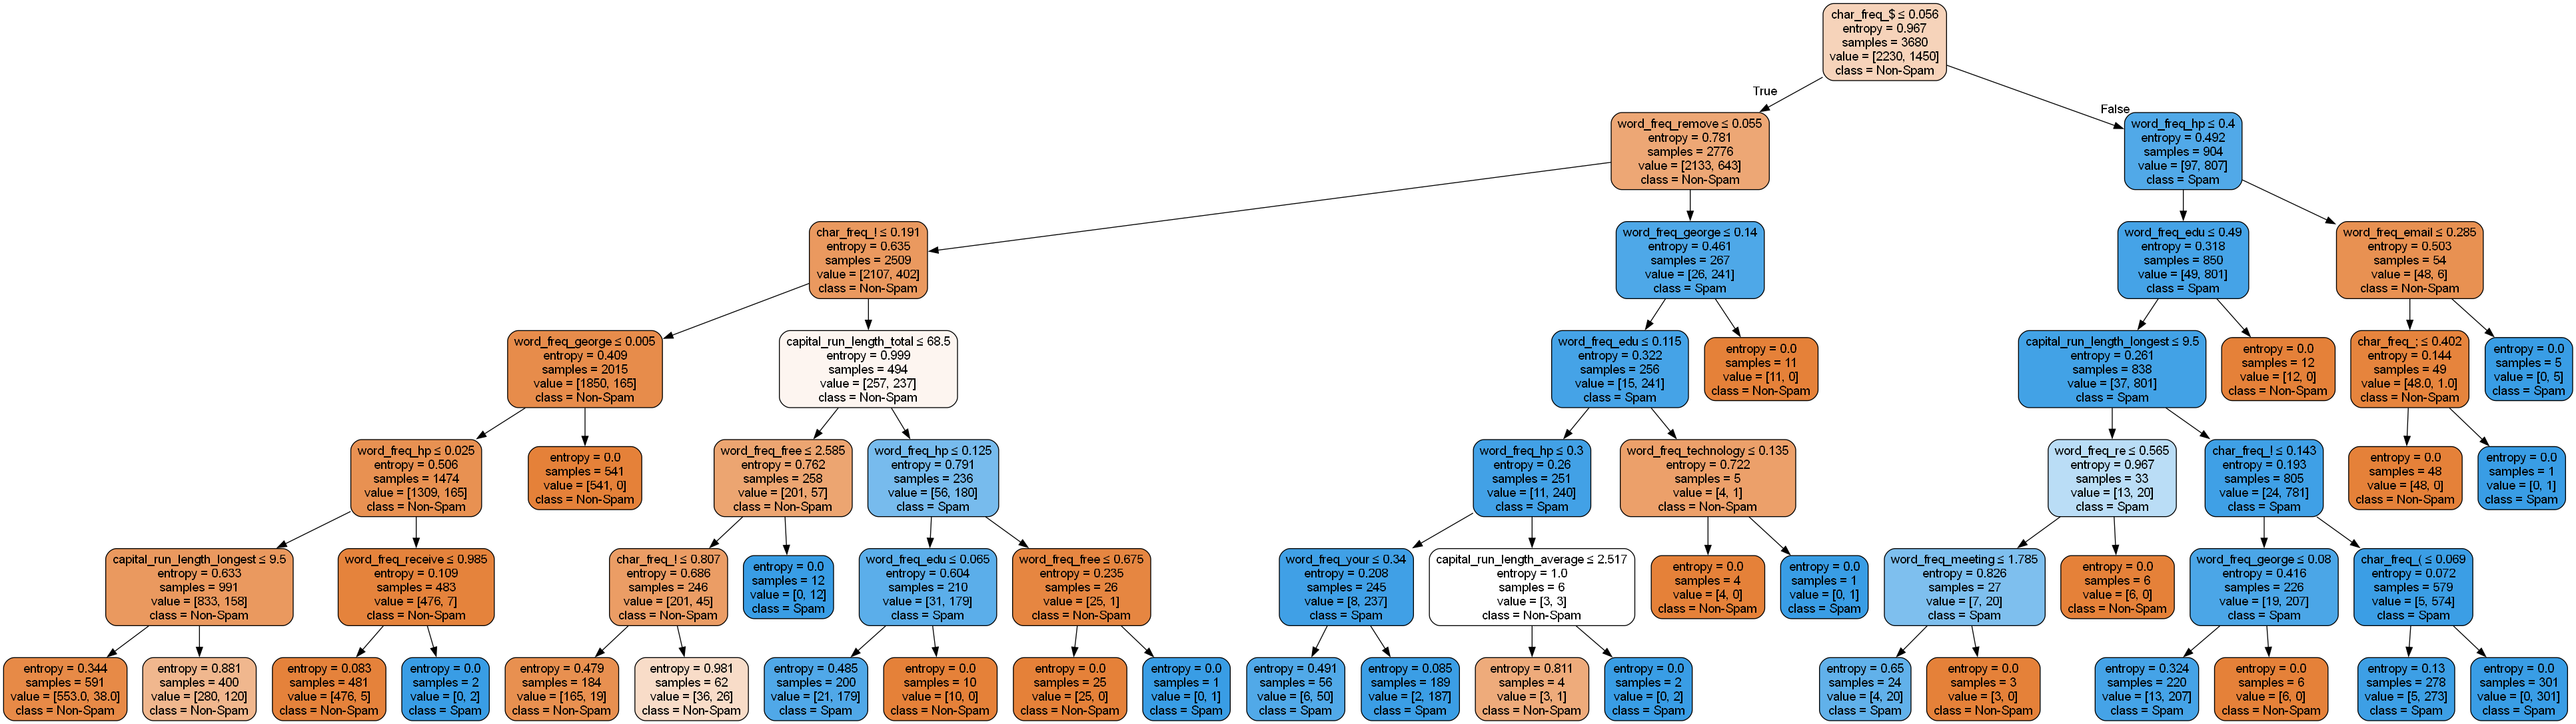 char_freq_$ ≤ 0.056
entropy = 0.967
samples = 3680
value = [2230, 1450]
class = Non-Spam
True
False
word_freq_remove ≤ 0.055
entropy = 0.781
samples = 2776
value = [2133, 643]
class = Non-Spam
word_freq_hp ≤ 0.4
entropy = 0.492
samples = 904
value = [97, 807]
class = Spam
char_freq_! ≤ 0.191
entropy = 0.635
samples = 2509
value = [2107, 402]
class = Non-Spam
word_freq_george ≤ 0.14
entropy = 0.461
samples = 267
value = [26, 241]
class = Spam
word_freq_edu ≤ 0.49
entropy = 0.318
samples = 850
value = [49, 801]
class = Spam
word_freq_email ≤ 0.285
entropy = 0.503
samples = 54
value = [48, 6]
class = Non-Spam
word_freq_george ≤ 0.005
entropy = 0.409
samples = 2015
value = [1850, 165]
class = Non-Spam
capital_run_length_total ≤ 68.5
entropy = 0.999
samples = 494
value = [257, 237]
class = Non-Spam
word_freq_edu ≤ 0.115
entropy = 0.322
samples = 256
value = [15, 241]
class = Spam
entropy = 0.0
samples = 11
value = [11, 0]
class = Non-Spam
capital_run_length_longest ≤ 9.5
entropy = 0.261
samples = 838
value = [37, 801]
class = Spam
entropy = 0.0
samples = 12
value = [12, 0]
class = Non-Spam
char_freq_; ≤ 0.402
entropy = 0.144
samples = 49
value = [48.0, 1.0]
class = Non-Spam
entropy = 0.0
samples = 5
value = [0, 5]
class = Spam
word_freq_hp ≤ 0.025
entropy = 0.506
samples = 1474
value = [1309, 165]
class = Non-Spam
entropy = 0.0
samples = 541
value = [541, 0]
class = Non-Spam
word_freq_free ≤ 2.585
entropy = 0.762
samples = 258
value = [201, 57]
class = Non-Spam
word_freq_hp ≤ 0.125
entropy = 0.791
samples = 236
value = [56, 180]
class = Spam
word_freq_hp ≤ 0.3
entropy = 0.26
samples = 251
value = [11, 240]
class = Spam
word_freq_technology ≤ 0.135
entropy = 0.722
samples = 5
value = [4, 1]
class = Non-Spam
word_freq_re ≤ 0.565
entropy = 0.967
samples = 33
value = [13, 20]
class = Spam
char_freq_! ≤ 0.143
entropy = 0.193
samples = 805
value = [24, 781]
class = Spam
entropy = 0.0
samples = 48
value = [48, 0]
class = Non-Spam
entropy = 0.0
samples = 1
value = [0, 1]
class = Spam
capital_run_length_longest ≤ 9.5
entropy = 0.633
samples = 991
value = [833, 158]
class = Non-Spam
word_freq_receive ≤ 0.985
entropy = 0.109
samples = 483
value = [476, 7]
class = Non-Spam
char_freq_! ≤ 0.807
entropy = 0.686
samples = 246
value = [201, 45]
class = Non-Spam
entropy = 0.0
samples = 12
value = [0, 12]
class = Spam
word_freq_edu ≤ 0.065
entropy = 0.604
samples = 210
value = [31, 179]
class = Spam
word_freq_free ≤ 0.675
entropy = 0.235
samples = 26
value = [25, 1]
class = Non-Spam
word_freq_your ≤ 0.34
entropy = 0.208
samples = 245
value = [8, 237]
class = Spam
capital_run_length_average ≤ 2.517
entropy = 1.0
samples = 6
value = [3, 3]
class = Non-Spam
entropy = 0.0
samples = 4
value = [4, 0]
class = Non-Spam
entropy = 0.0
samples = 1
value = [0, 1]
class = Spam
word_freq_meeting ≤ 1.785
entropy = 0.826
samples = 27
value = [7, 20]
class = Spam
entropy = 0.0
samples = 6
value = [6, 0]
class = Non-Spam
word_freq_george ≤ 0.08
entropy = 0.416
samples = 226
value = [19, 207]
class = Spam
char_freq_( ≤ 0.069
entropy = 0.072
samples = 579
value = [5, 574]
class = Spam
entropy = 0.344
samples = 591
value = [553.0, 38.0]
class = Non-Spam
entropy = 0.881
samples = 400
value = [280, 120]
class = Non-Spam
entropy = 0.083
samples = 481
value = [476, 5]
class = Non-Spam
entropy = 0.0
samples = 2
value = [0, 2]
class = Spam
entropy = 0.479
samples = 184
value = [165, 19]
class = Non-Spam
entropy = 0.981
samples = 62
value = [36, 26]
class = Non-Spam
entropy = 0.485
samples = 200
value = [21, 179]
class = Spam
entropy = 0.0
samples = 10
value = [10, 0]
class = Non-Spam
entropy = 0.0
samples = 25
value = [25, 0]
class = Non-Spam
entropy = 0.0
samples = 1
value = [0, 1]
class = Spam
entropy = 0.491
samples = 56
value = [6, 50]
class = Spam
entropy = 0.085
samples = 189
value = [2, 187]
class = Spam
entropy = 0.811
samples = 4
value = [3, 1]
class = Non-Spam
entropy = 0.0
samples = 2
value = [0, 2]
class = Spam
entropy = 0.65
samples = 24
value = [4, 20]
class = Spam
entropy = 0.0
samples = 3
value = [3, 0]
class = Non-Spam
entropy = 0.324
samples = 220
value = [13, 207]
class = Spam
entropy = 0.0
samples = 6
value = [6, 0]
class = Non-Spam
entropy = 0.13
samples = 278
value = [5, 273]
class = Spam
entropy = 0.0
samples = 301
value = [0, 301]
class = Spam